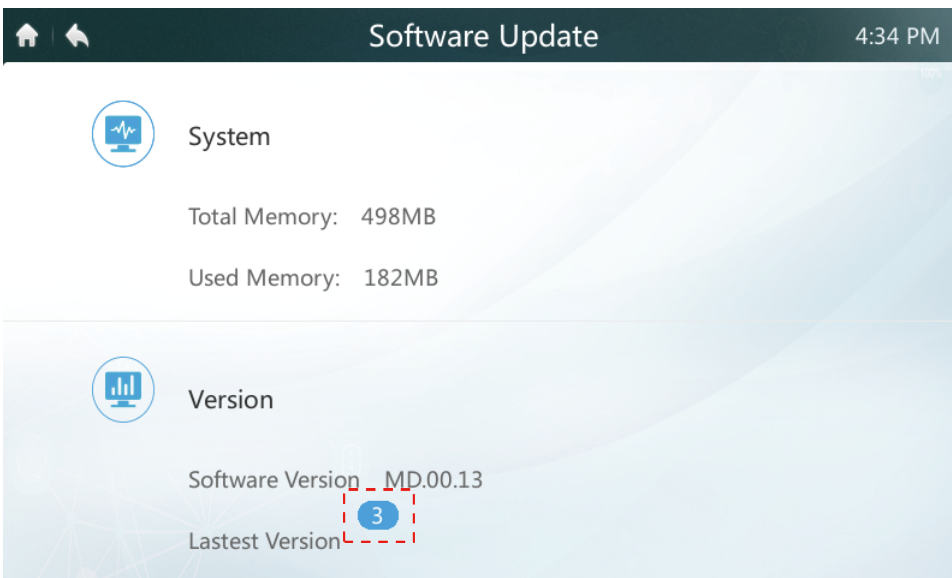 Software Update
4:34 PM
100%
System
Total Memory: 498MB
Used Memory: 182MB
Version
Software Version MD.00.13
3
Lastest Version